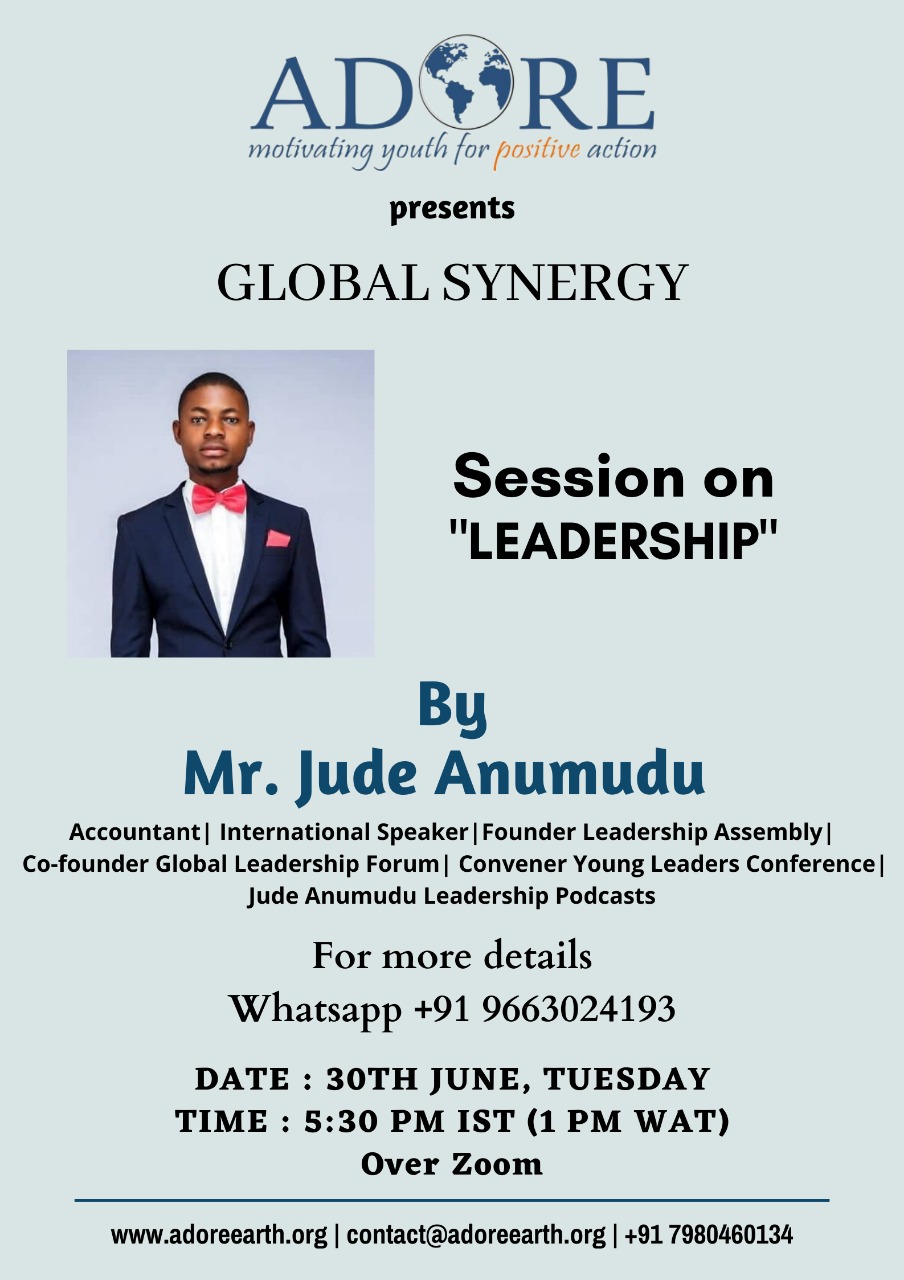 ADORE
motivating youth for positive action
presents
GLOBAL SYNERGY
Session on
"LEADERSHIP"
By
Mr. Jude Anumudu
Accountant| International Speaker|Founder Leadership Assembly|
Co-founder Global Leadership Forum| Convener Young Leaders Conference|
Jude Anumudu Leadership Podcasts
For more details
Whatsapp +91 9663024193
DATE : 30TH JUNE, TUESDAY
TIME : 5:30 PM IST (1 PM WAT)
Over Zoom
www.adoreearth.org | contact@adoreearth.org | +91 7980460134